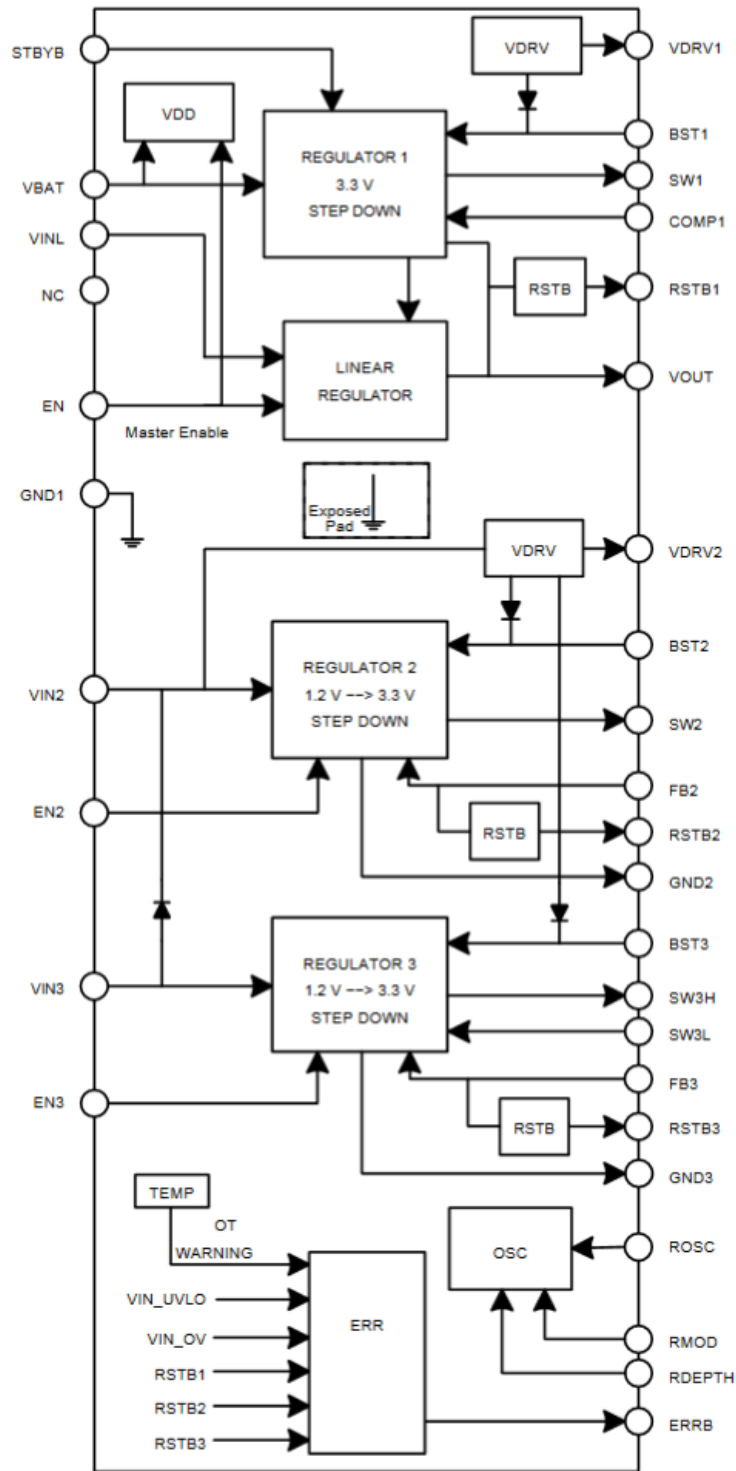 STBYB
VDRV
VDRV1
VDD
BST1
REGULATOR 1
3.3 V
STEP DOWN
VBAT
SW1
COMP1
VINL
NC
RSTB
RSTB1
LINEAR
REGULATOR
VOUT
EN
Master Enable
GND1
Exposed
Pad
VDRV
VDRV2
BST2
REGULATOR 2
1.2 V --> 3.3 V
STEP DOWN
VIN2
SW2
FB2
EN2
RSTB
RSTB2
GND2
BST3
REGULATOR 3
1.2 V --> 3.3 V
STEP DOWN
VIN3
SW3H
SW3L
FB3
EN3
RSTB
RSTB3
GND3
TEMP
OT
WARNING
OSC
ROSC
VIN_UVLO
ERR
VIN_OV
RMOD
RSTB1
RDEPTH
RSTB2
ERRB
RSTB3